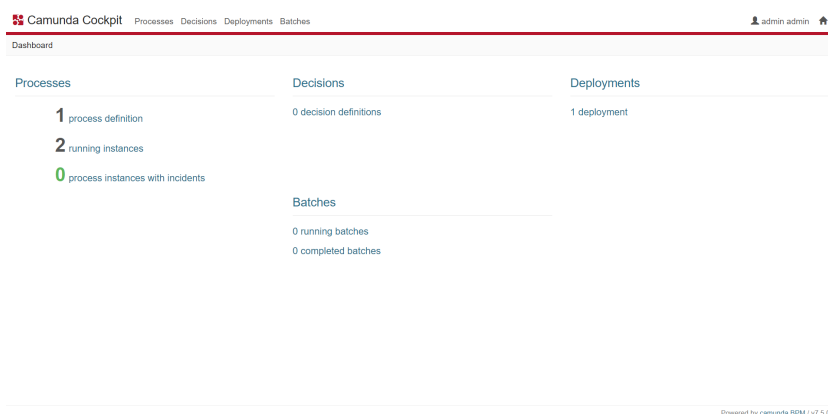 Camunda Cockpit Processes Decisions Deployments Batches admin admin
Dashboard
Processes
1 process definition
2 running instances
0 process instances with incidents
Decisions
0 decision definitions
Deployments
1 deployment
Batches
0 running batches
0 completed batches
Powered by camunda BPM / v7.5.